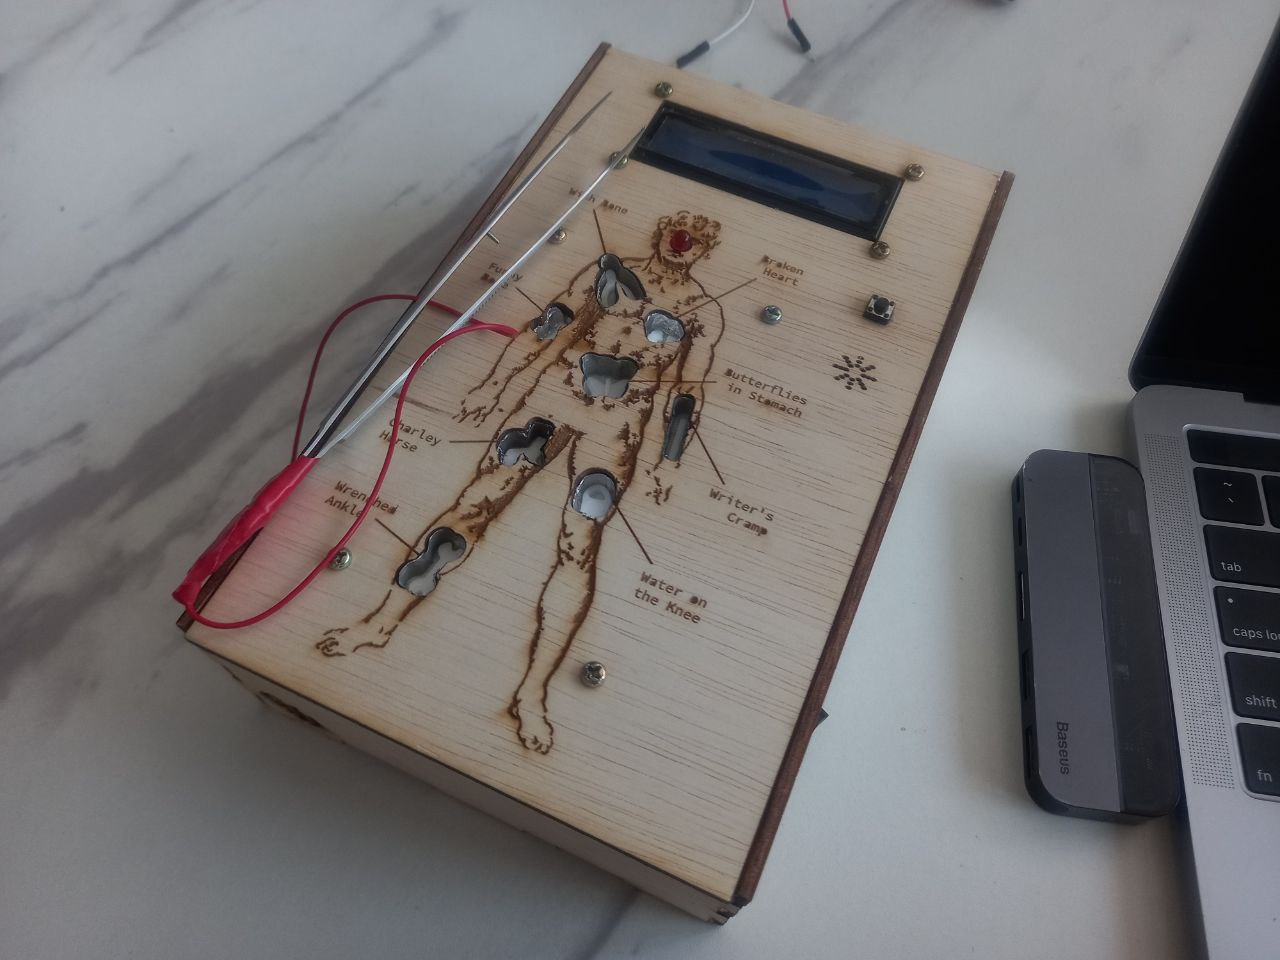 Wish Bone
Funny
Bone
Broken
Heart
Butterflies
in Stomach
Charley
Horse
Wrenched
Ankle
Writer's
Cramp
Water on
the Knee
Baseus
~
`
tab
caps lo
shift
fn